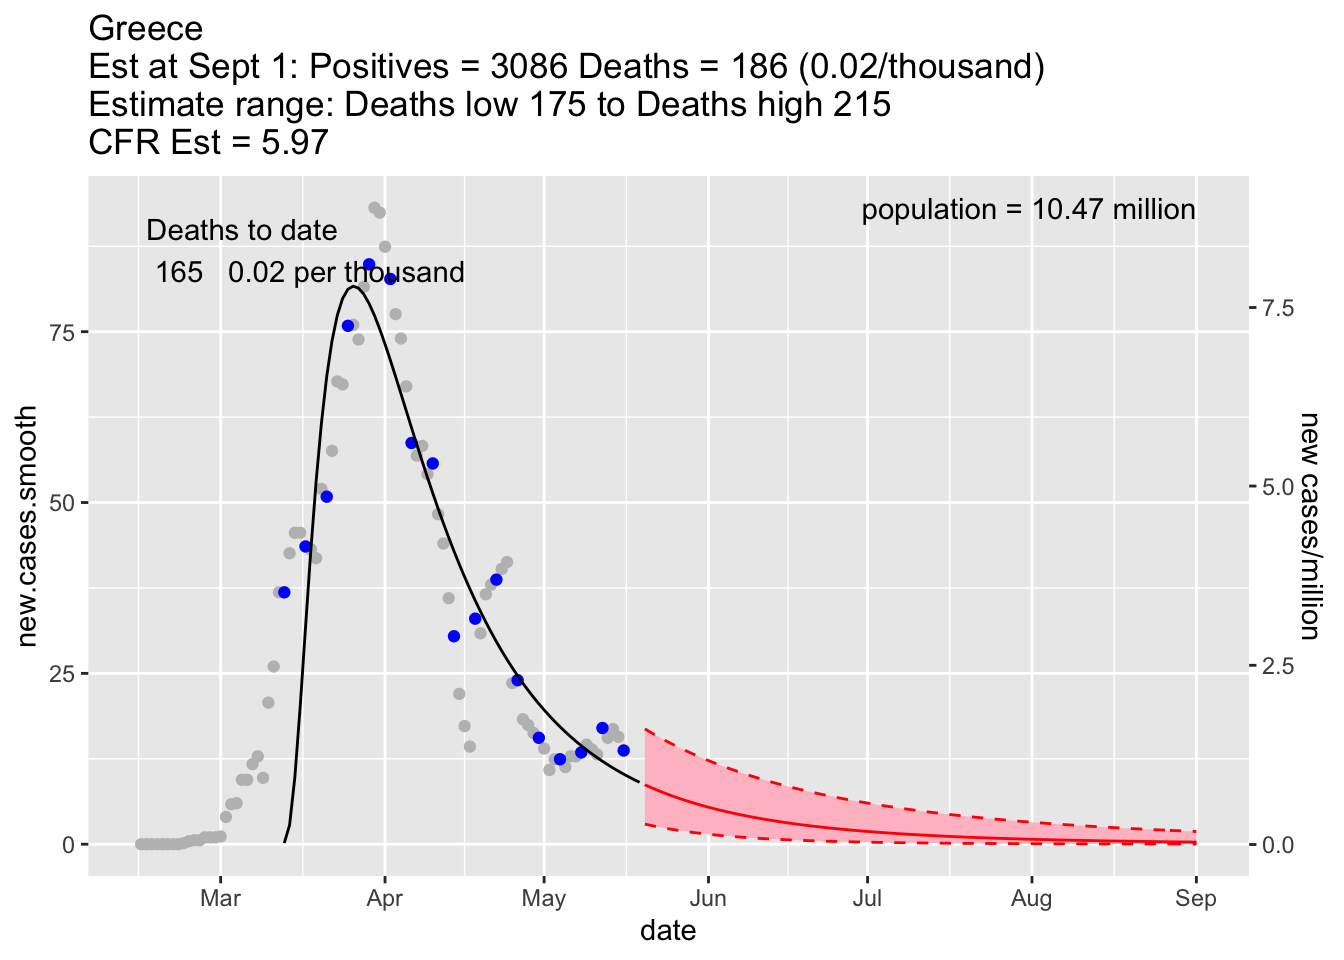 Greece
Est at Sept 1: Positives = 3086 Deaths = 186 (0.02/thousand)
Estimate range: Deaths low 175 to Deaths high 215
CFR Est = 5.97
population = 10.47 million
Deaths to date
165 0.02 per thousand
75
50
25
0
new.cases.smooth
7.5
5.0
2.5
0.0
new cases/million
Mar Apr May Jun Jul Aug Sep
date